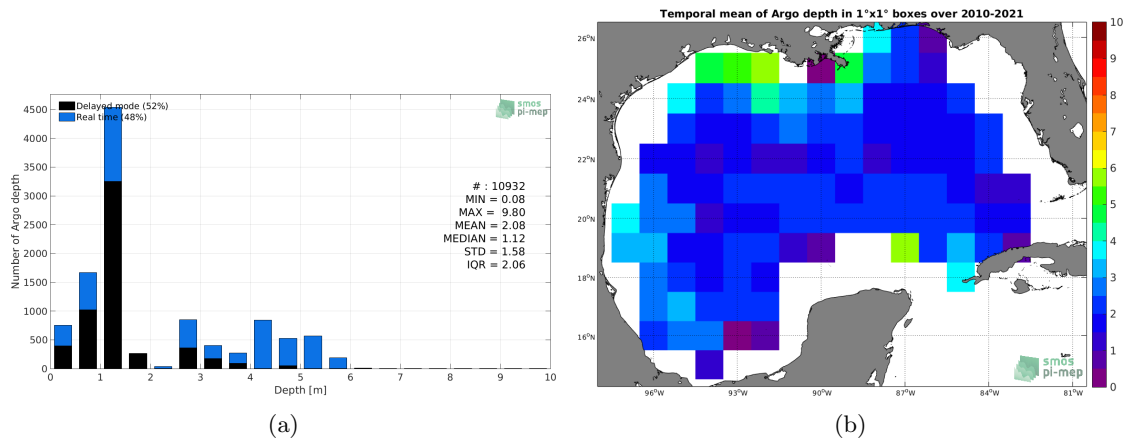 Delayed mode (52%)
Real time (48%)
smos
pi-mep
# : 10932
MIN = 0.08
MAX = 9.80
MEAN = 2.08
MEDIAN = 1.12
STD = 1.58
IQR = 2.06
Number of Argo depth
4500
4000
3500
3000
2500
2000
1500
1000
500
0
0 1 2 3 4 5 6 7 8 9 10
Depth [m]
(a)
Temporal mean of Argo depth in 1°x1° boxes over 2010-2021
26°N
24°N
22°N
20°N
18°N
16°N
96°W 93°W 90°W 87°W 84°W 81°W
smos
pi-mep
10
9
8
7
6
5
4
3
2
1
0
(b)